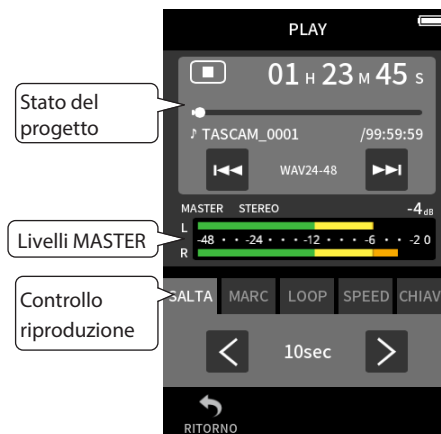 PLAY
01 H 23 M 45 S
Stato del
progetto
♪ TASCAM_0001 /99:59:59
WAV24-48
MASTER STEREO -4dB
L
Livelli MASTER
-48 · · -24 · · · -12 · · · -6 · · -2 0
R
Controllo
riproduzione
SALTA MARC LOOP SPEED CHIAV
10sec
RITORNO